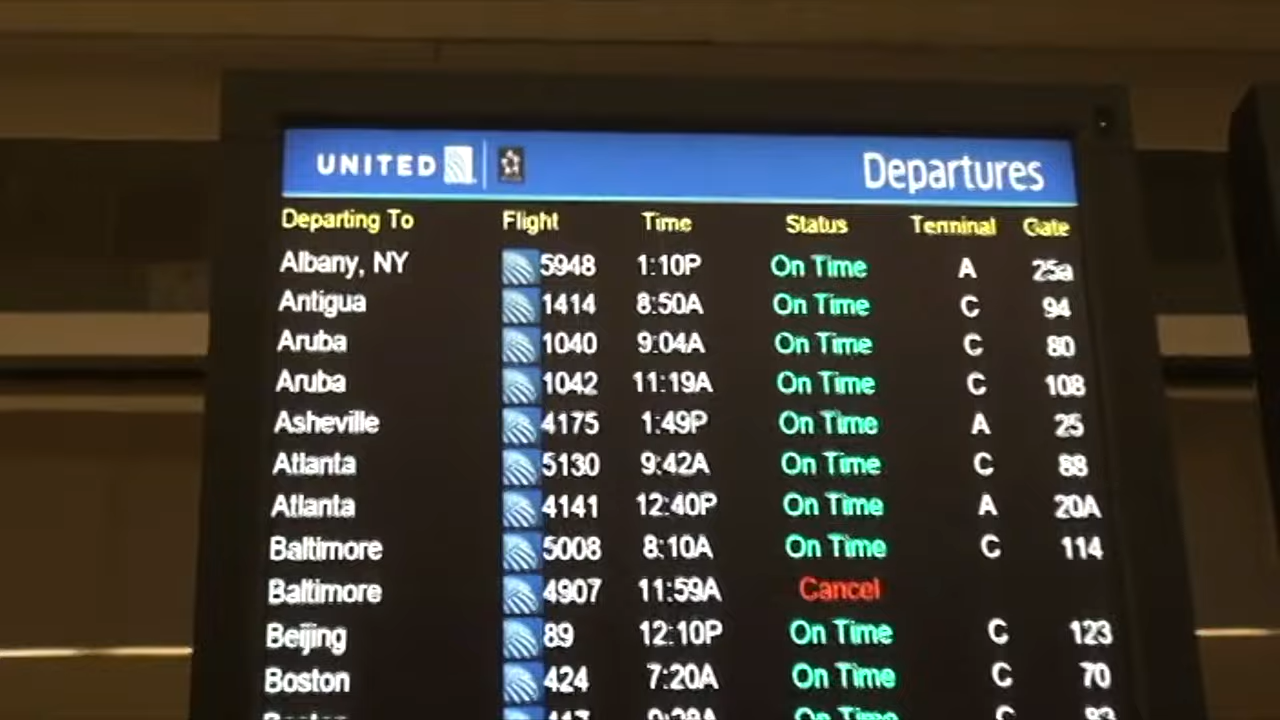 UNITED Departures
Departing To Flight Time Status Terminal Gate
Albany, NY 5948 1:10P On Time A 25a
Antigua 1414 8:50A On Time C 94
Aruba 1040 9:04A On Time C 80
Aruba 1042 11:19A On Time C 108
Asheville 4175 1:49P On Time A 25
Atlanta 5130 9:42A On Time C 88
Atlanta 4141 12:40P On Time A 20A
Baltimore 5008 8:10A On Time C 114
Baltimore 4907 11:59A Cancel
Beijing 89 12:10P On Time C 123
Boston 424 7:20A On Time C 70
On Time